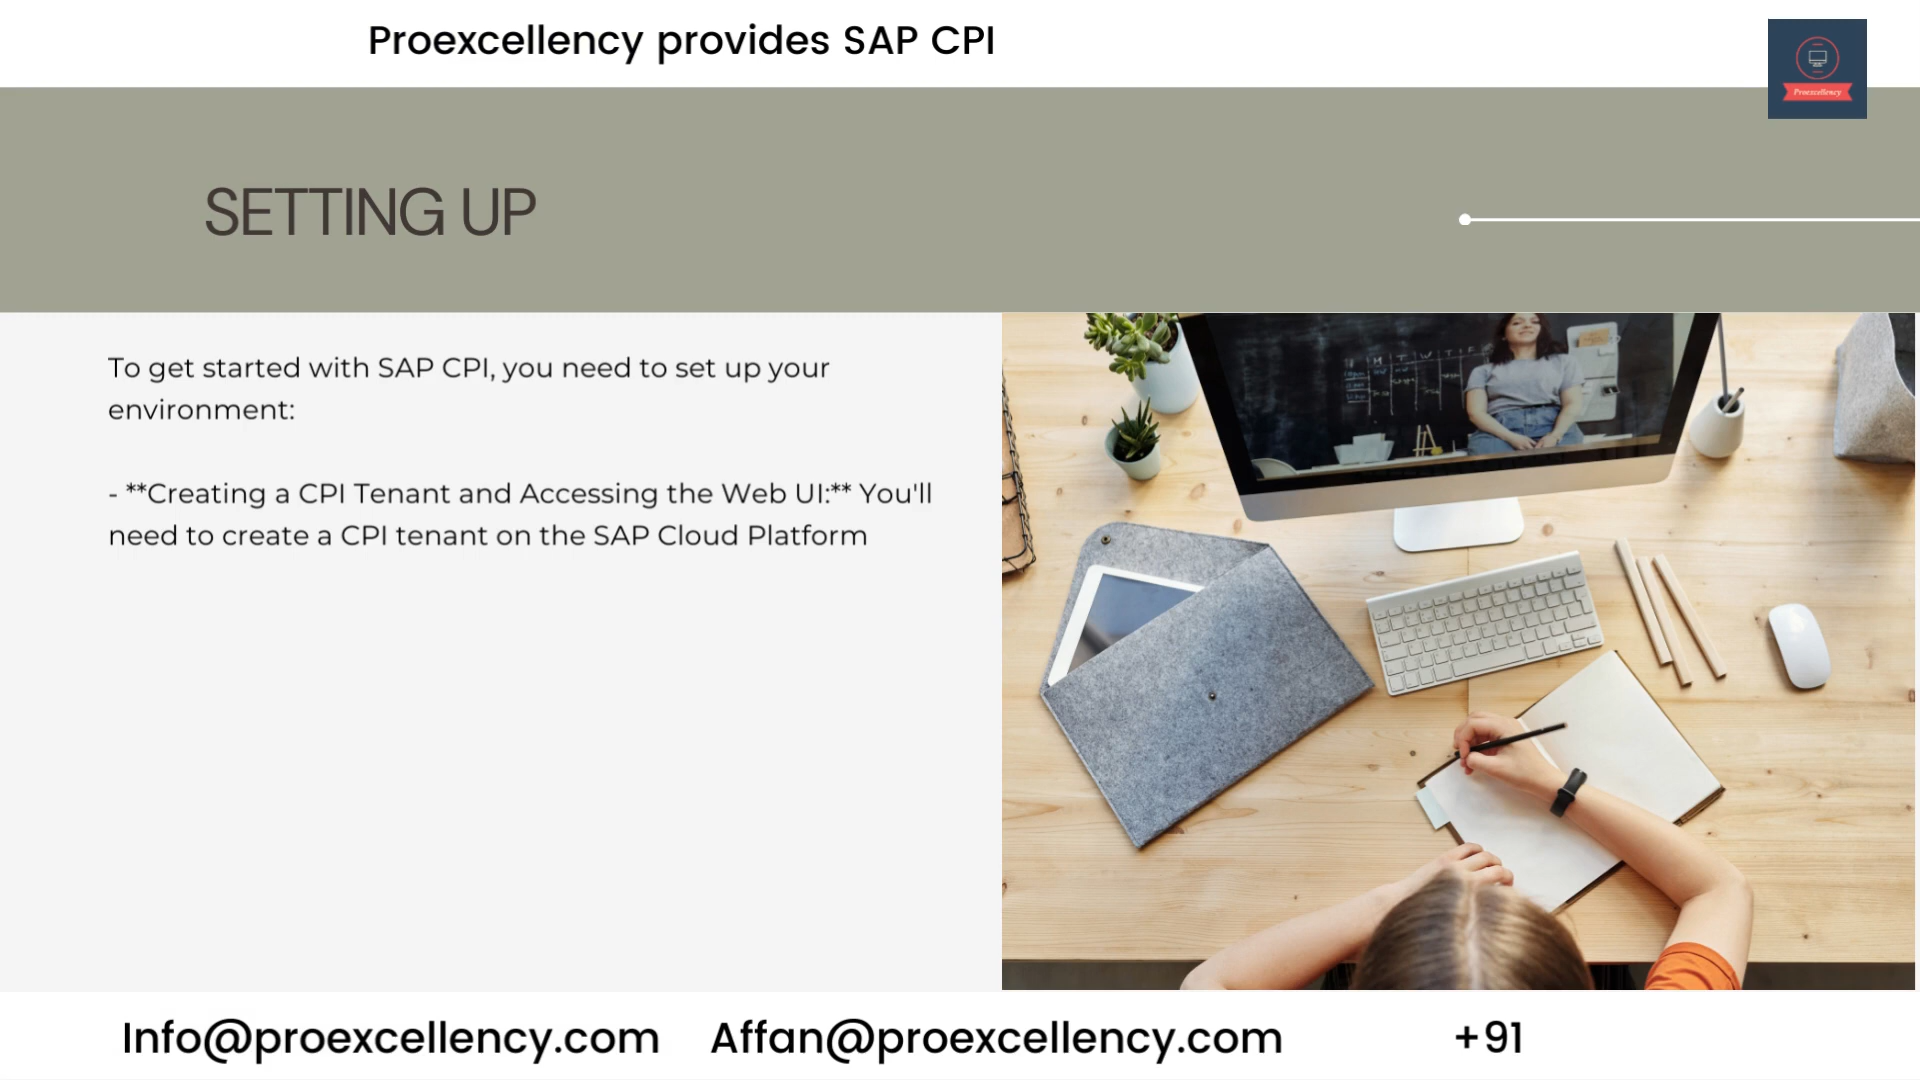 Proexcellency provides SAP CPI
Proexcellency
SETTING UP
To get started with SAP CPI, you need to set up your
environment:
- **Creating a CPI Tenant and Accessing the Web UI:** You'll
need to create a CPI tenant on the SAP Cloud Platform
M T W T F
Info@proexcellency.com Affan@proexcellency.com +91